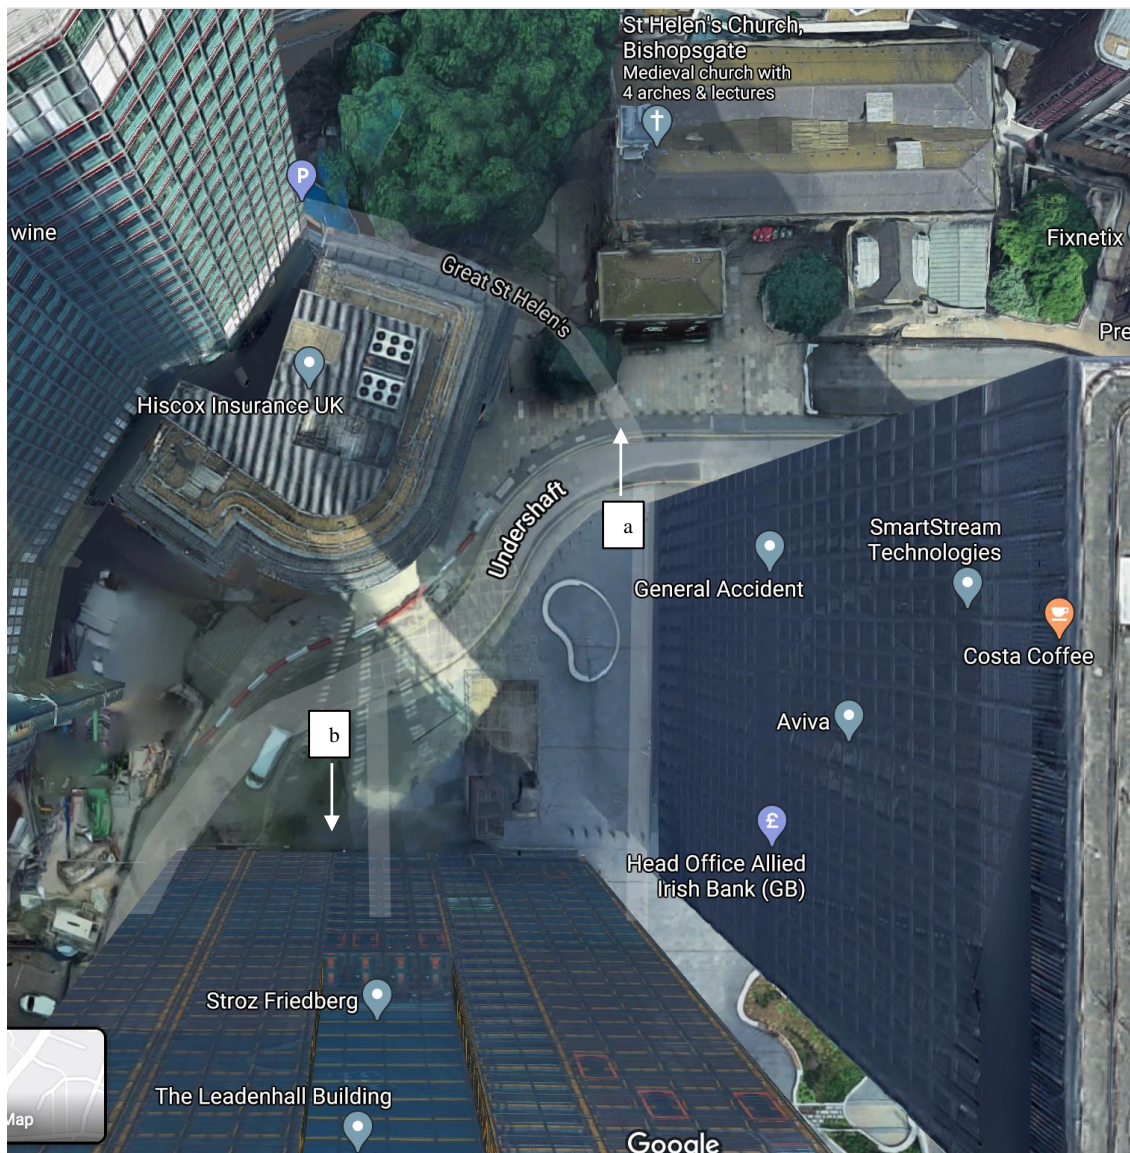 St Helen's Church,
Bishopsgate
Medieval church with
4 arches & lectures
P
wine
Fixnetix
Great St Helen's
Pre
Hiscox Insurance UK
a
Undershaft
SmartStream
Technologies
General Accident
Costa Coffee
b
Aviva
£
Head Office Allied
Irish Bank (GB)
Stroz Friedberg
The Leadenhall Building
Map
Google